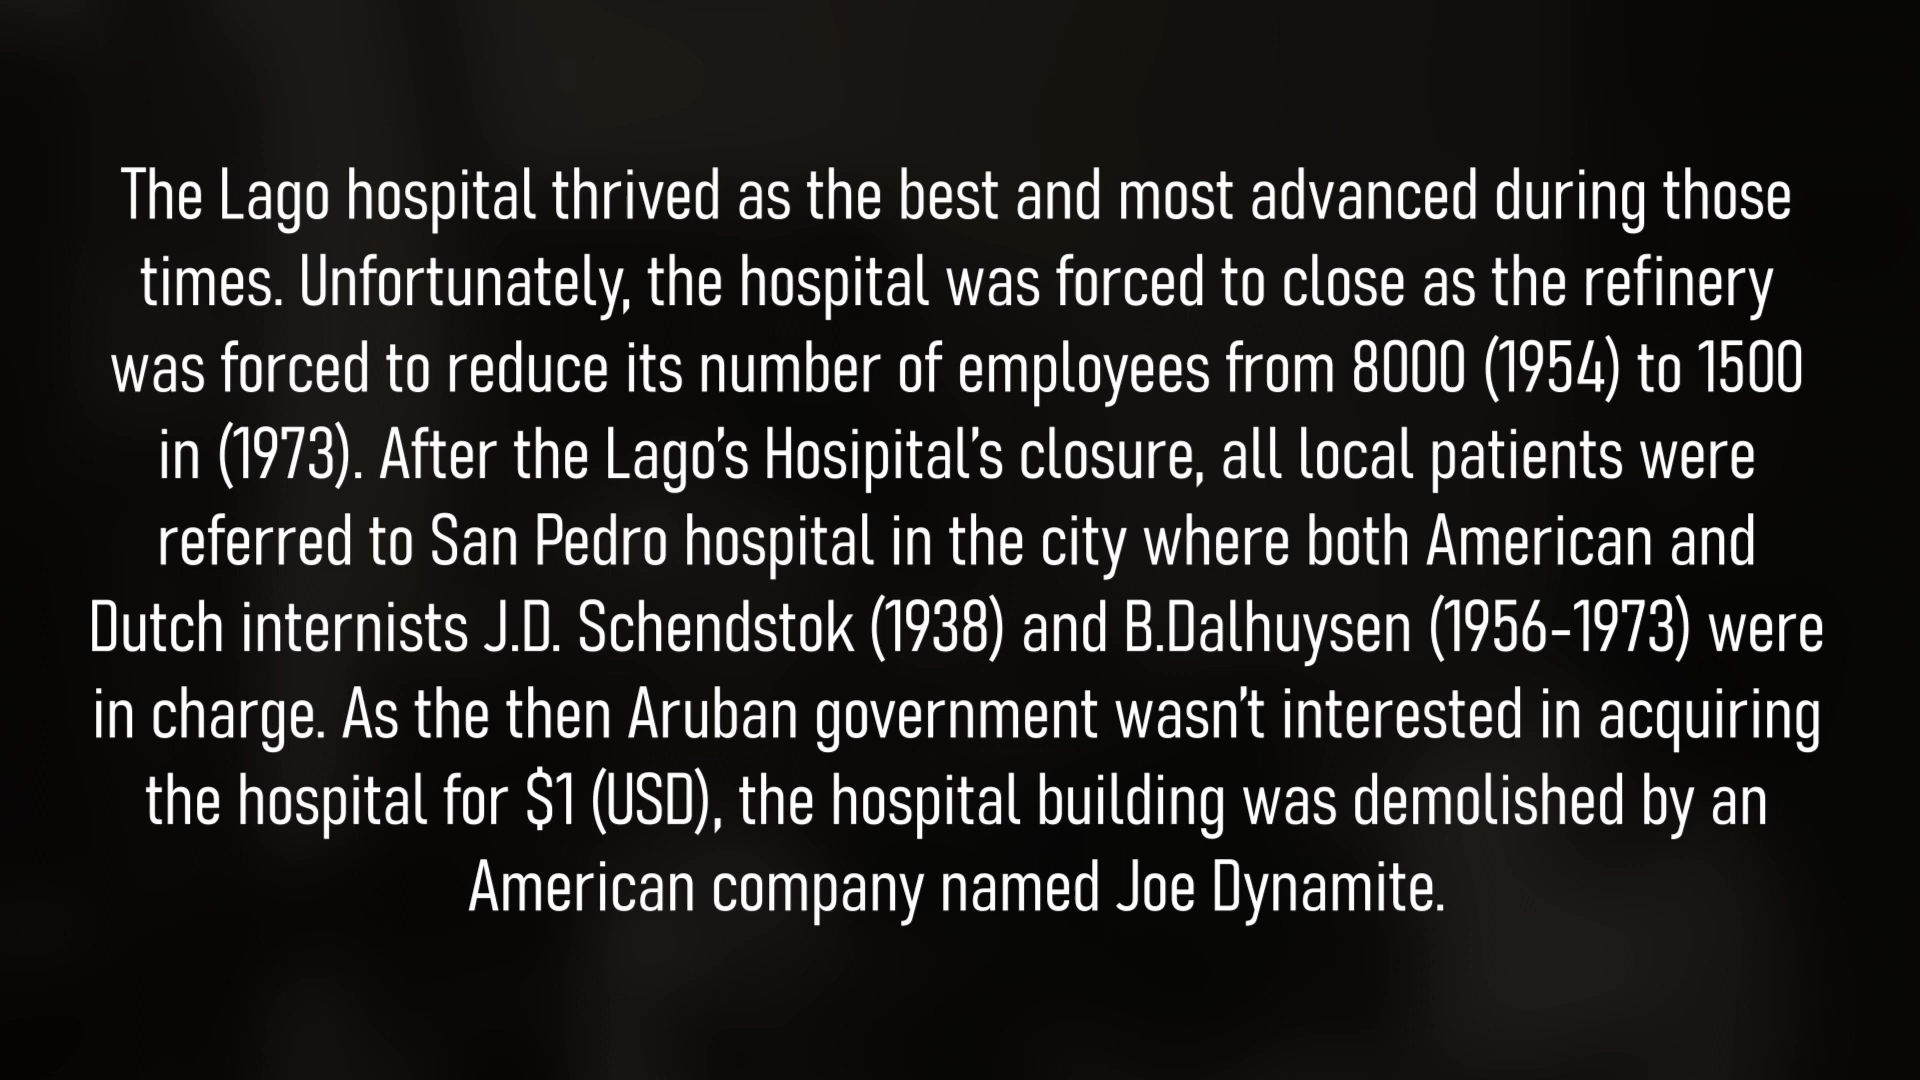 The Lago hospital thrived as the best and most advanced during those
times. Unfortunately, the hospital was forced to close as the refinery
was forced to reduce its number of employees from 8000 (1954) to 1500
in (1973). After the Lago’s Hosipital’s closure, all local patients were
referred to San Pedro hospital in the city where both American and
Dutch internists J.D. Schendstok (1938) and B.Dalhuysen (1956-1973) were
in charge. As the then Aruban government wasn’t interested in acquiring
the hospital for $1 (USD), the hospital building was demolished by an
American company named Joe Dynamite.